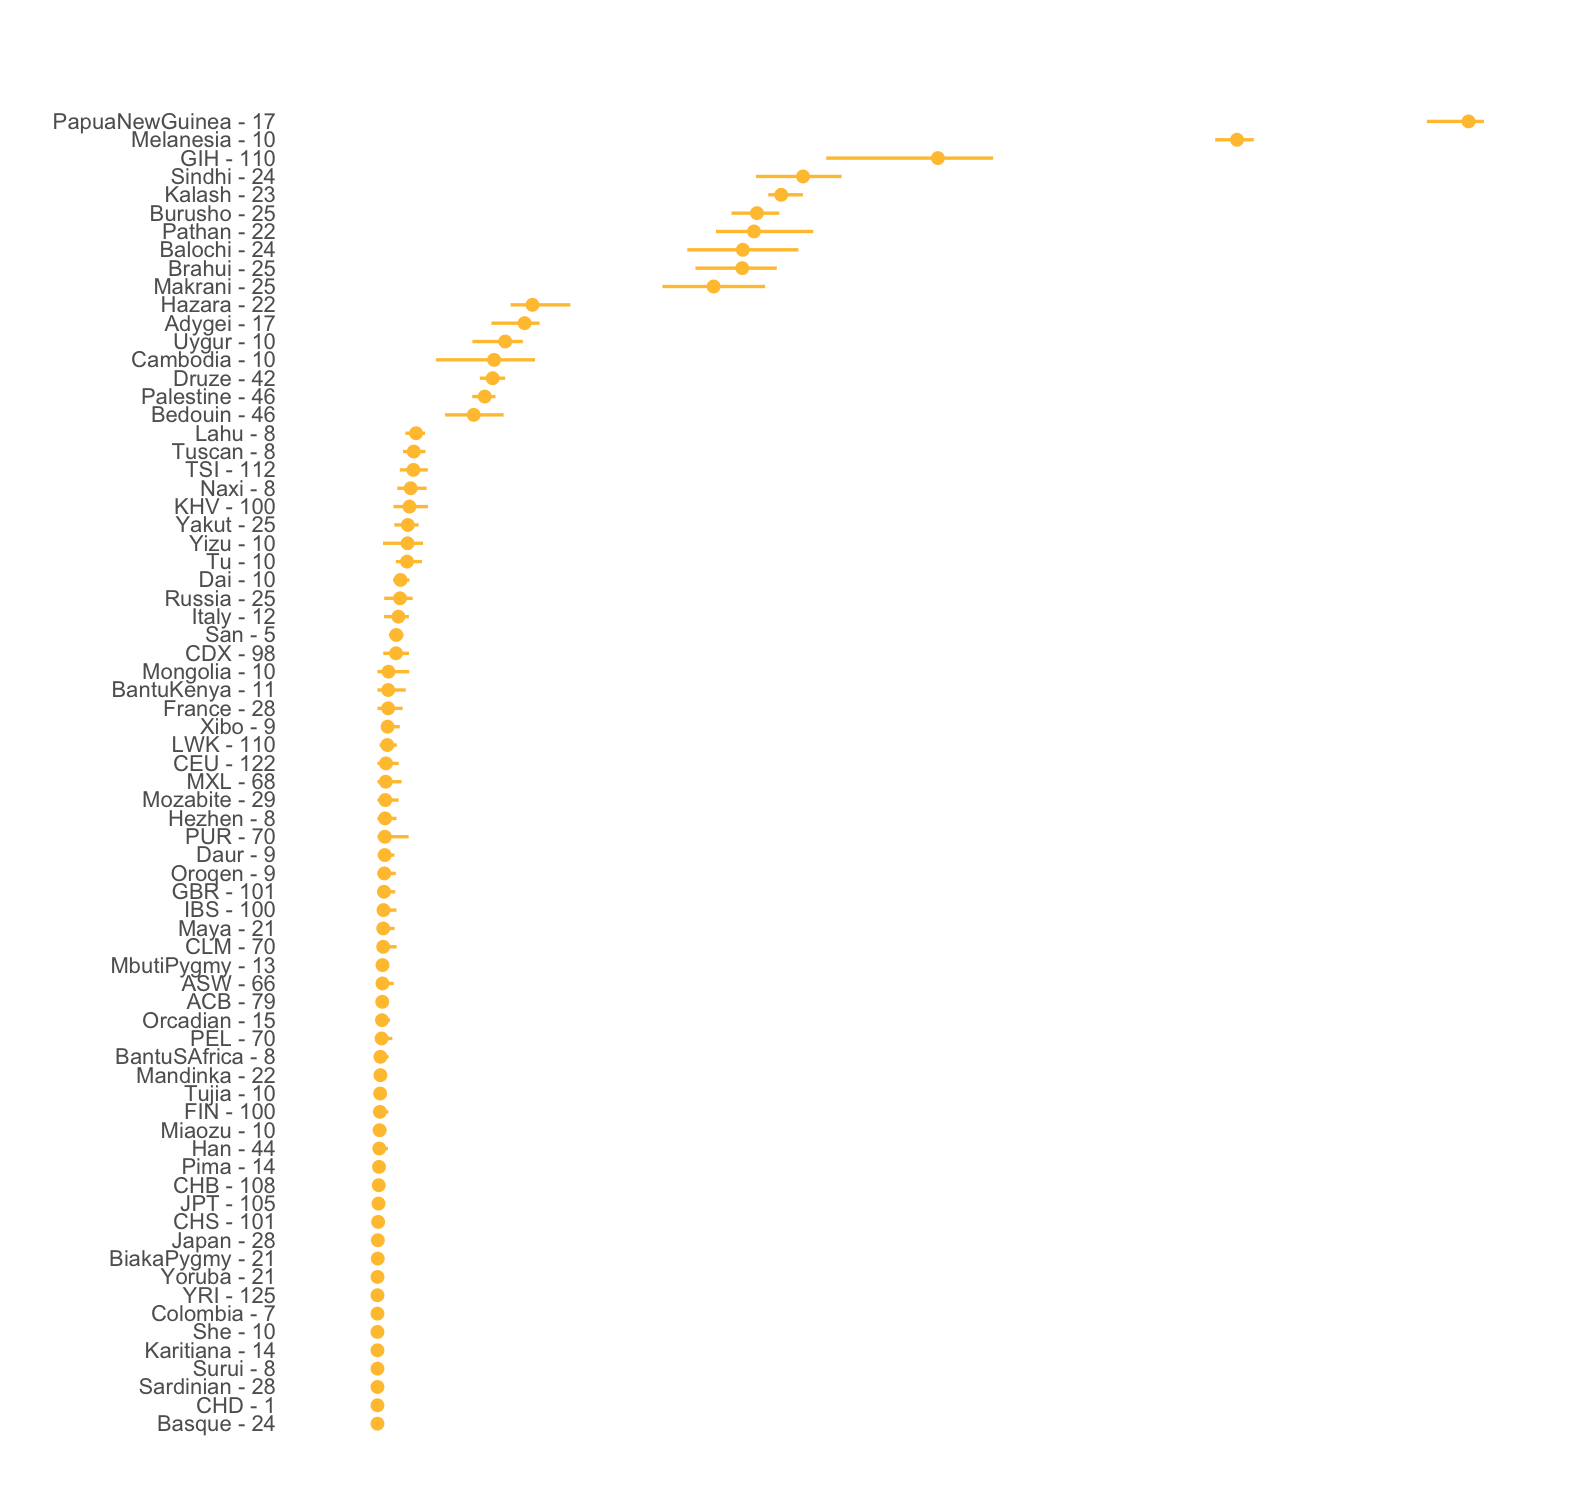 PapuaNewGuinea - 17
Melanesia - 10
GIH - 110
Sindhi - 24
Kalash - 23
Burusho - 25
Pathan - 22
Balochi - 24
Brahui - 25
Makrani - 25
Hazara - 22
Adygei - 17
Uygur - 10
Cambodia - 10
Druze - 42
Palestine - 46
Bedouin - 46
Lahu - 8
Tuscan - 8
TSI - 112
Naxi - 8
KHV - 100
Yakut - 25
Yizu - 10
Tu - 10
Dai - 10
Russia - 25
Italy - 12
San - 5
CDX - 98
Mongolia - 10
BantuKenya - 11
France - 28
Xibo - 9
LWK - 110
CEU - 122
MXL - 68
Mozabite - 29
Hezhen - 8
PUR - 70
Daur - 9
Oroqen - 9
GBR - 101
IBS - 100
Maya - 21
CLM - 70
MbutiPygmy - 13
ASW - 66
ACB - 79
Orcadian - 15
PEL - 70
BantuSAfrica - 8
Mandinka - 22
Tujia - 10
FIN - 100
Miaozu - 10
Han - 44
Pima - 14
CHB - 108
JPT - 105
CHS - 101
Japan - 28
BiakaPygmy - 21
Yoruba - 21
YRI - 125
Colombia - 7
She - 10
Karitiana - 14
Surui - 8
Sardinian - 28
CHD - 1
Basque - 24